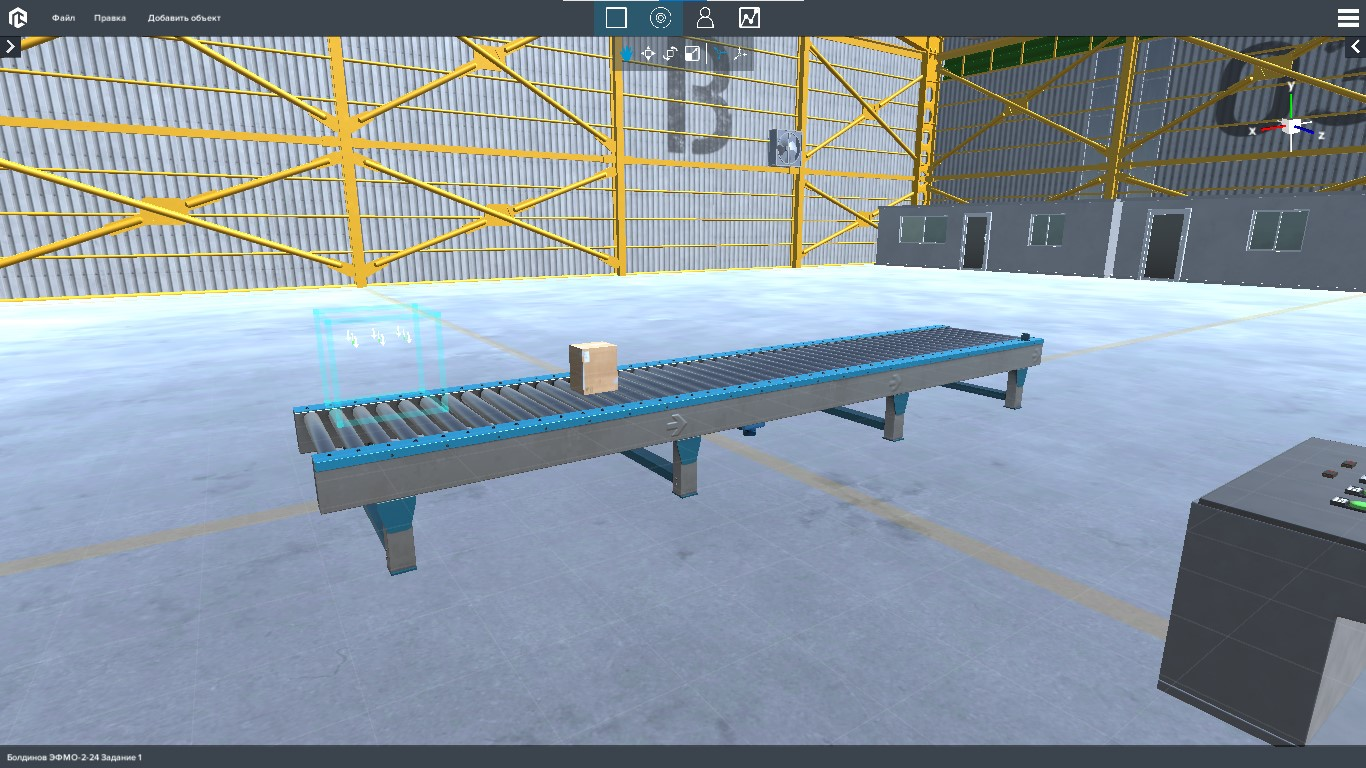 Файл Правка Добавить объект
B
y
x z
Болдинов ЭФМО-2-24 Задание 1